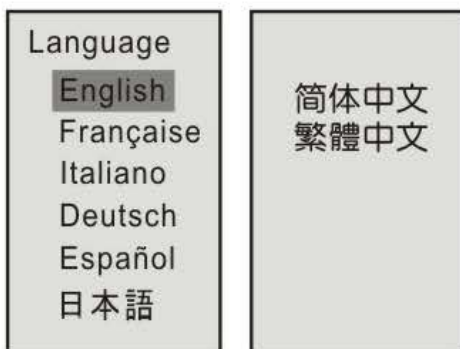 Language
English
Française
Italiano
Deutsch
Español
日本語
简体中文
繁體中文